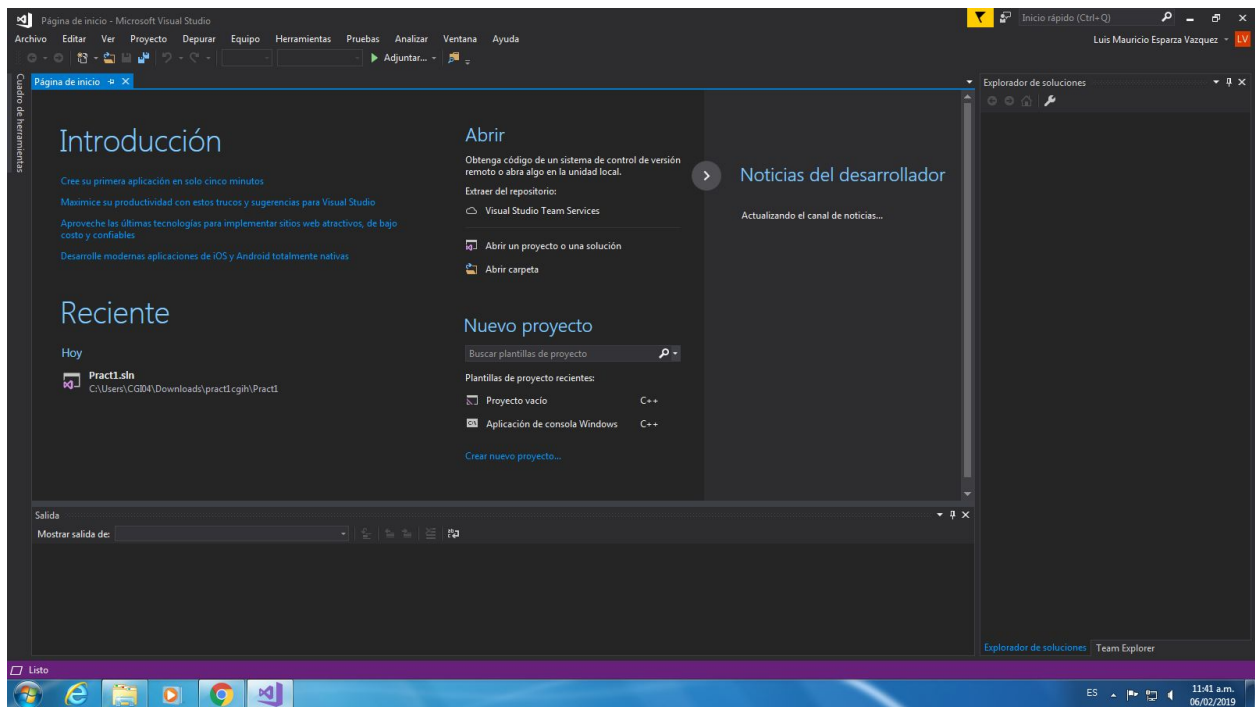 Página de inicio - Microsoft Visual Studio
Inicio rápido (Ctrl+Q)
Archivo Editar Ver Proyecto Depurar Equipo Herramientas Pruebas Analizar Ventana Ayuda
Luis Mauricio Esparza Vazquez LV
Adjuntar...
Cuadro de herramientas
Página de inicio
Introducción
Cree su primera aplicación en solo cinco minutos
Maximice su productividad con estos trucos y sugerencias para Visual Studio
Aproveche las últimas tecnologías para implementar sitios web atractivos, de bajo
costo y confiables
Desarrolle modernas aplicaciones de iOS y Android totalmente nativas
Reciente
Hoy
Pract1.sln
C:\Users\CGI04\Downloads\pract1cgih\Pract1
Abrir
Obtenga código de un sistema de control de versión
remoto o abra algo en la unidad local.
Extraer del repositorio:
Visual Studio Team Services
Abrir un proyecto o una solución
Abrir carpeta
Nuevo proyecto
Buscar plantillas de proyecto
Plantillas de proyecto recientes:
Proyecto vacío C++
Aplicación de consola Windows C++
Crear nuevo proyecto...
Noticias del desarrollador
Actualizando el canal de noticias...
Explorador de soluciones
Salida
Mostrar salida de:
Explorador de soluciones Team Explorer
Listo
ES
11:41 a.m.
06/02/2019